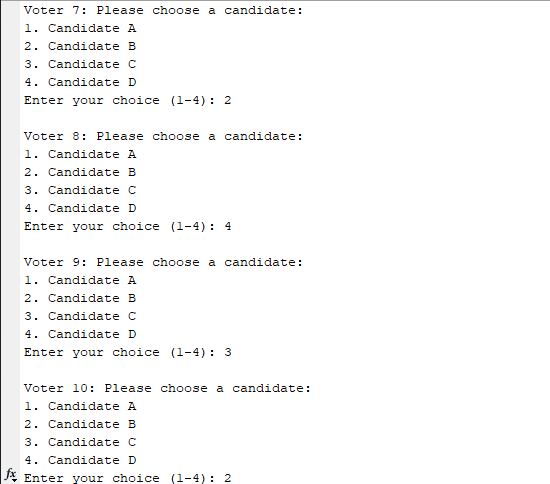 Voter 7: Please choose a candidate:
1. Candidate A
2. Candidate B
3. Candidate C
4. Candidate D
Enter your choice (1-4): 2
Voter 8: Please choose a candidate:
1. Candidate A
2. Candidate B
3. Candidate C
4. Candidate D
Enter your choice (1-4): 4
Voter 9: Please choose a candidate:
1. Candidate A
2. Candidate B
3. Candidate C
4. Candidate D
Enter your choice (1-4): 3
Voter 10: Please choose a candidate:
1. Candidate A
2. Candidate B
3. Candidate C
4. Candidate D
fx Enter your choice (1-4): 2